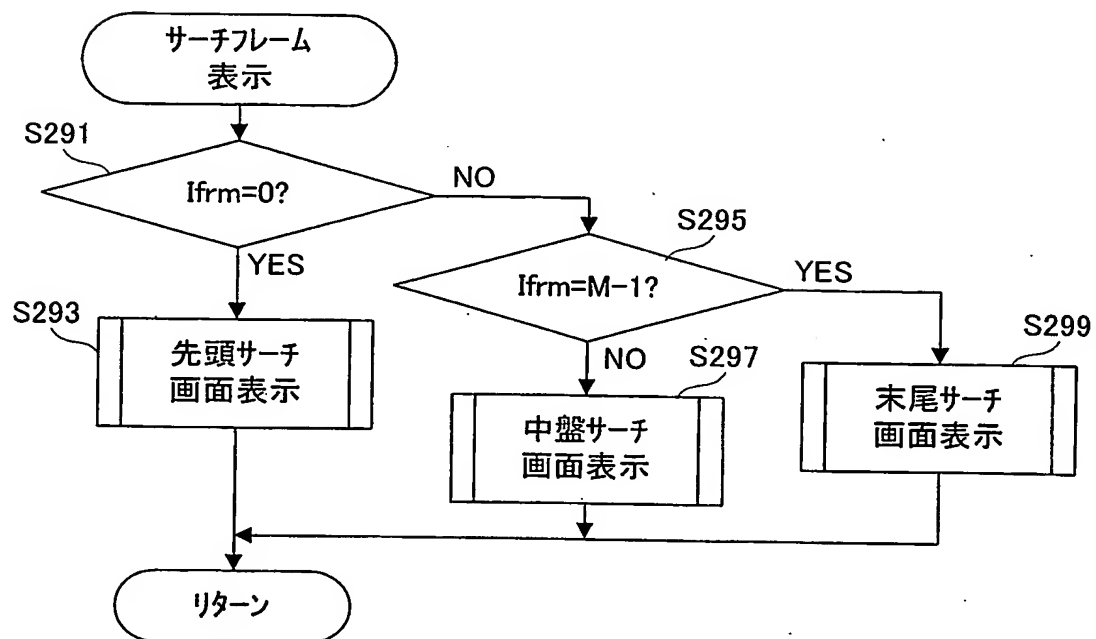 サーチフレーム
表示
S291
Ifrm=0?
NO
YES
S295
Ifrm=M-1?
YES
NO
S293
先頭サーチ
画面表示
S297
中盤サーチ
画面表示
S299
末尾サーチ
画面表示
リターン